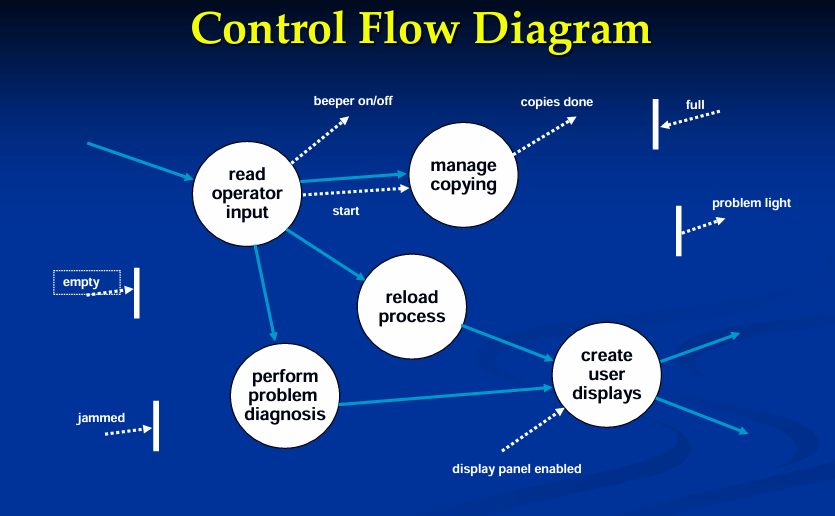 Control Flow Diagram
beeper on/off
copies done
full
read
operator
input
manage
copying
start
problem light
empty
reload
process
create
user
displays
perform
problem
diagnosis
jammed
display panel enabled